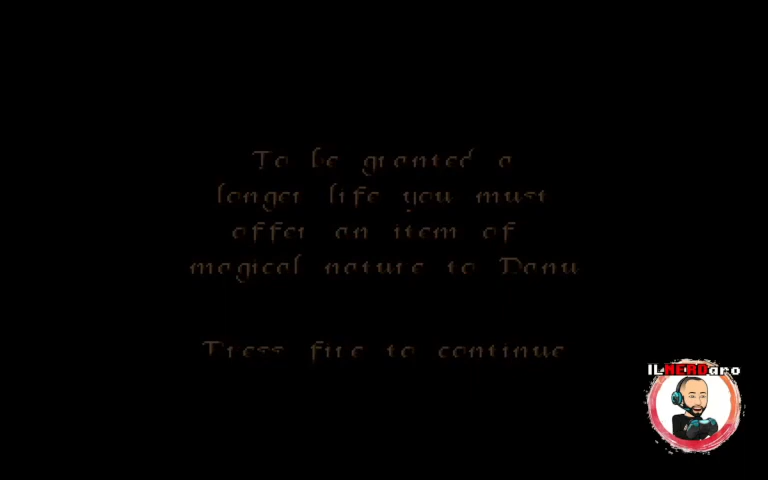 To be granted a
longer life you must
offer an item of
magical nature to Danu
Press fire to continue
ILNERDaro